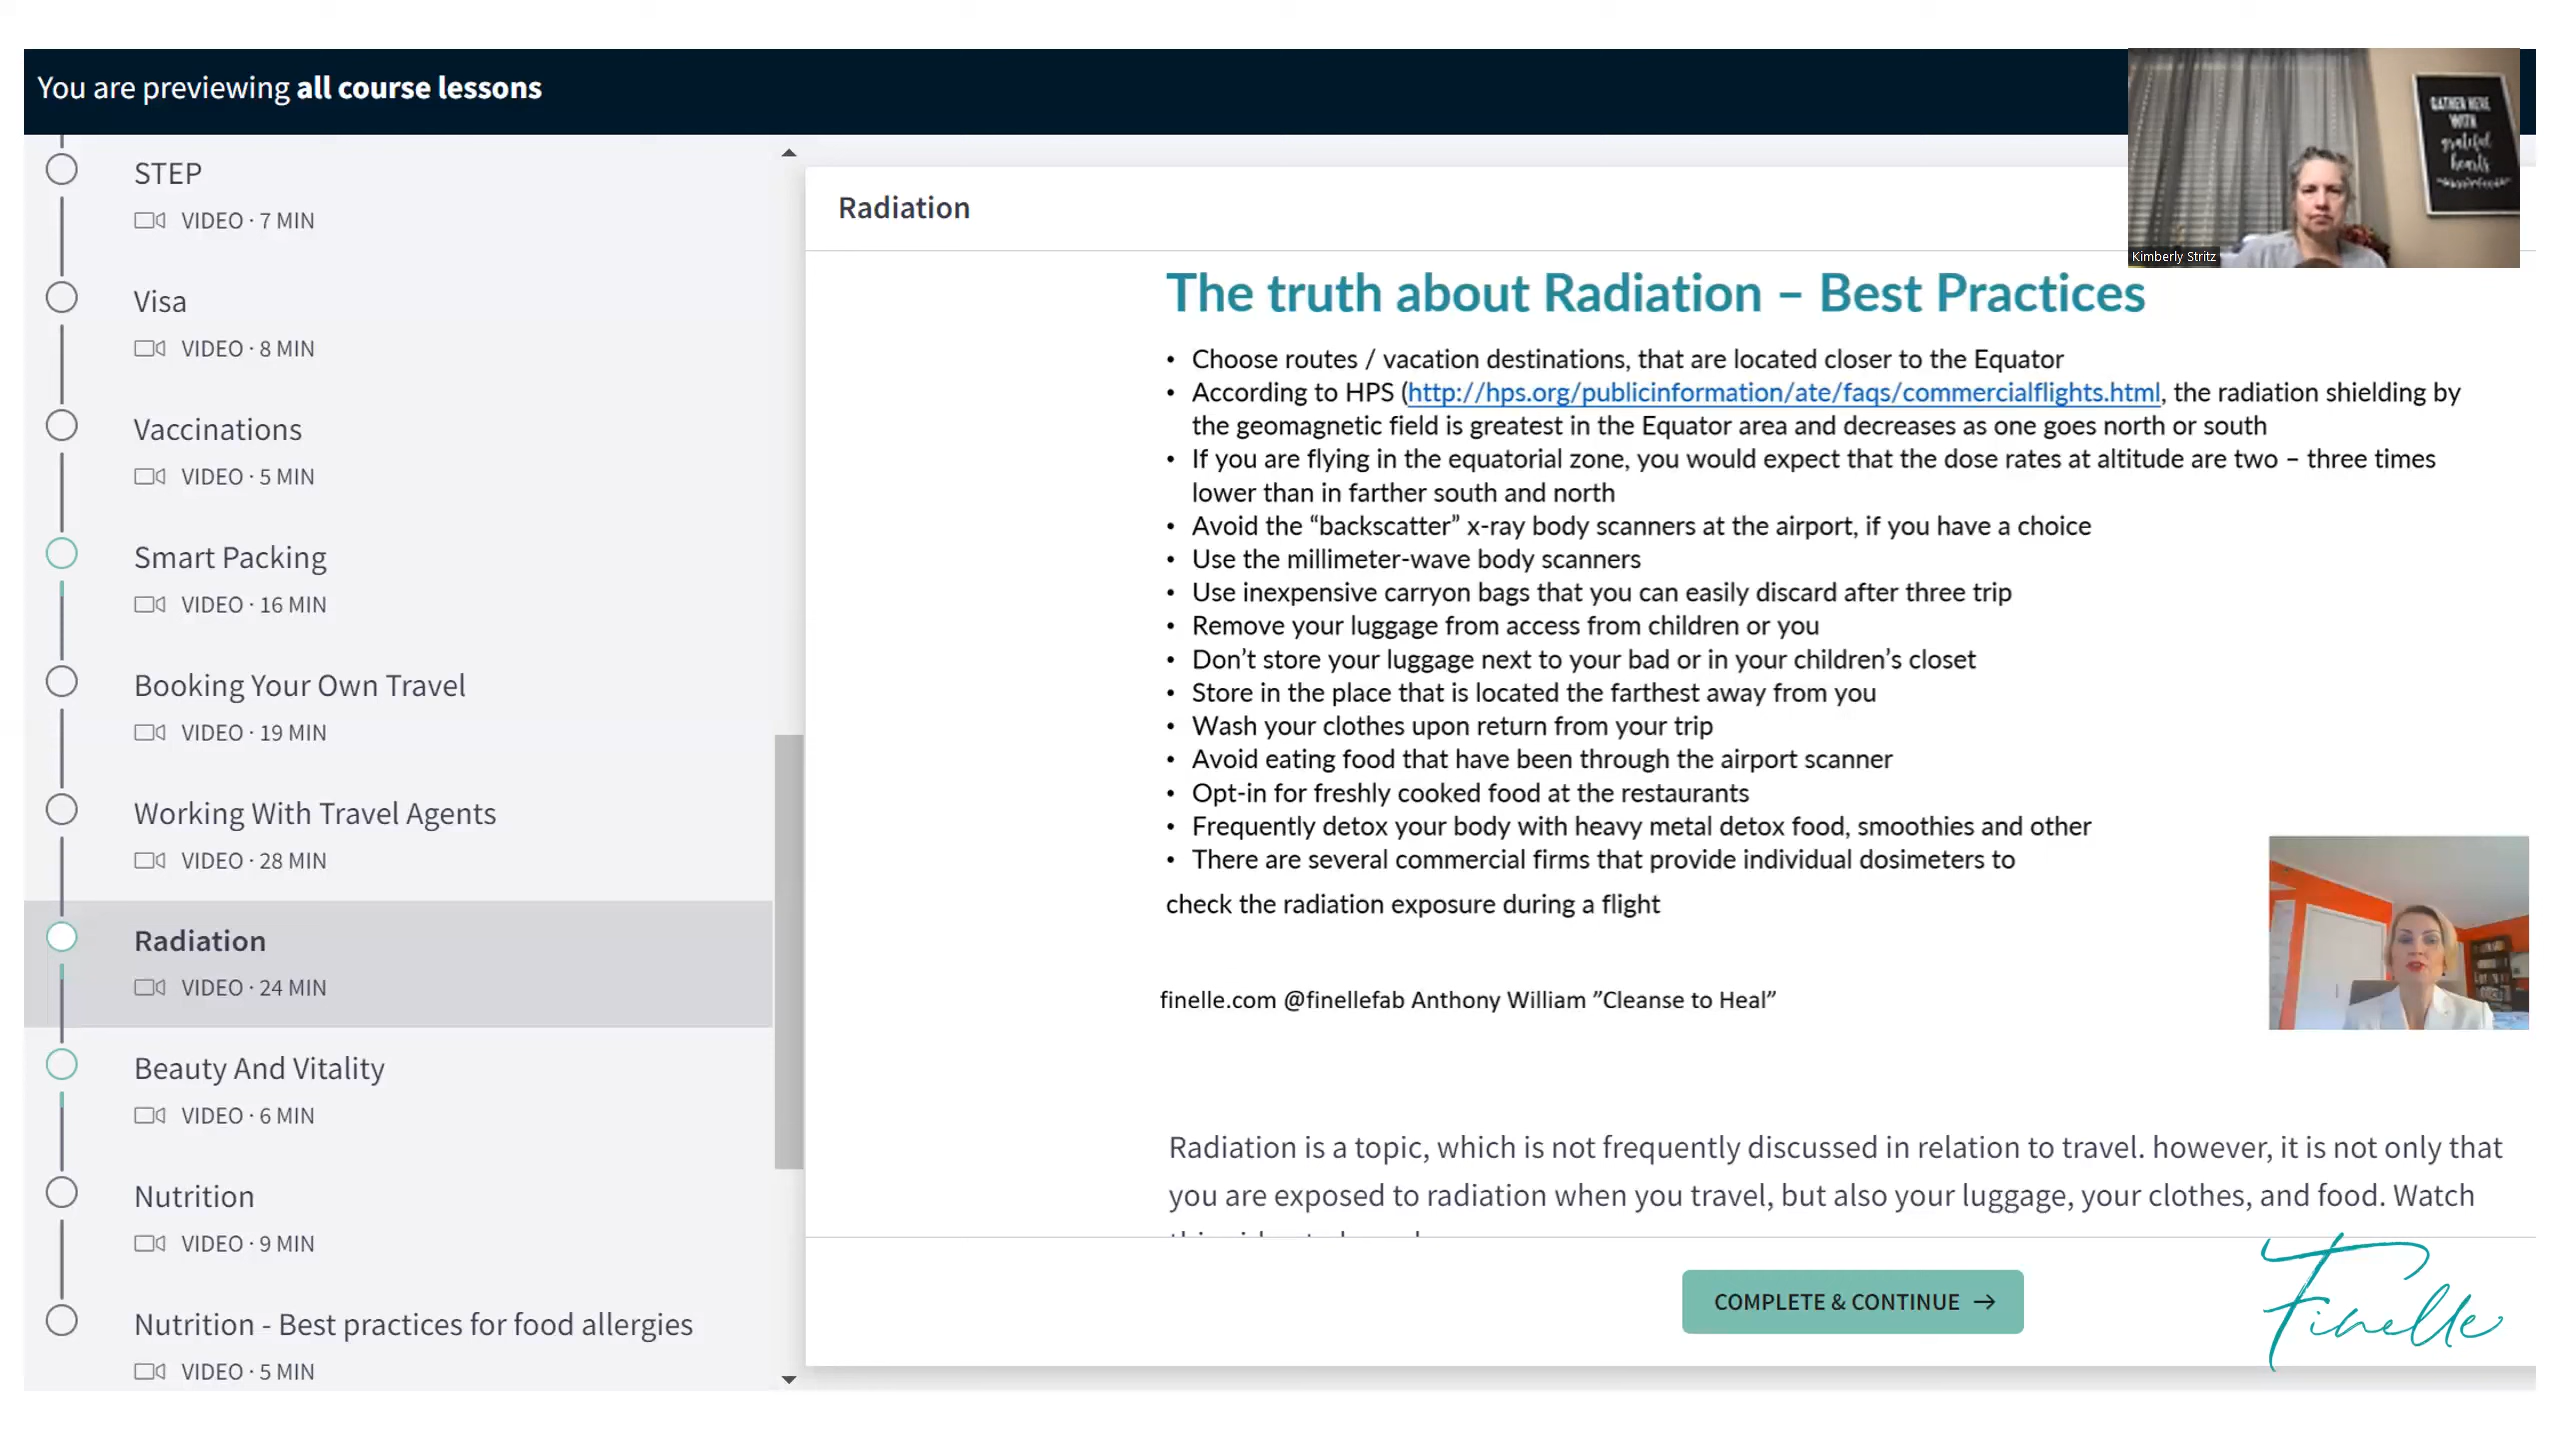 You are previewing all course lessons
STEP
VIDEO · 7 MIN
Visa
VIDEO · 8 MIN
Vaccinations
VIDEO · 5 MIN
Smart Packing
VIDEO · 16 MIN
Booking Your Own Travel
VIDEO · 19 MIN
Working With Travel Agents
VIDEO · 28 MIN
Radiation
VIDEO · 24 MIN
Beauty And Vitality
VIDEO · 6 MIN
Nutrition
VIDEO · 9 MIN
Nutrition - Best practices for food allergies
VIDEO · 5 MIN
Radiation
The truth about Radiation – Best Practices
• Choose routes / vacation destinations, that are located closer to the Equator
• According to HPS (http://hps.org/publicinformation/ate/faqs/commercialflights.html, the radiation shielding by
the geomagnetic field is greatest in the Equator area and decreases as one goes north or south
• If you are flying in the equatorial zone, you would expect that the dose rates at altitude are two – three times
lower than in farther south and north
• Avoid the “backscatter” x-ray body scanners at the airport, if you have a choice
• Use the millimeter-wave body scanners
• Use inexpensive carryon bags that you can easily discard after three trip
• Remove your luggage from access from children or you
• Don’t store your luggage next to your bad or in your children’s closet
• Store in the place that is located the farthest away from you
• Wash your clothes upon return from your trip
• Avoid eating food that have been through the airport scanner
• Opt-in for freshly cooked food at the restaurants
• Frequently detox your body with heavy metal detox food, smoothies and other
• There are several commercial firms that provide individual dosimeters to
check the radiation exposure during a flight
finelle.com @finellefab Anthony William ”Cleanse to Heal”
Radiation is a topic, which is not frequently discussed in relation to travel. however, it is not only that
you are exposed to radiation when you travel, but also your luggage, your clothes, and food. Watch
COMPLETE & CONTINUE →
Finelle
GATHER HERE
WITH
grateful
hearts
Kimberly Stritz